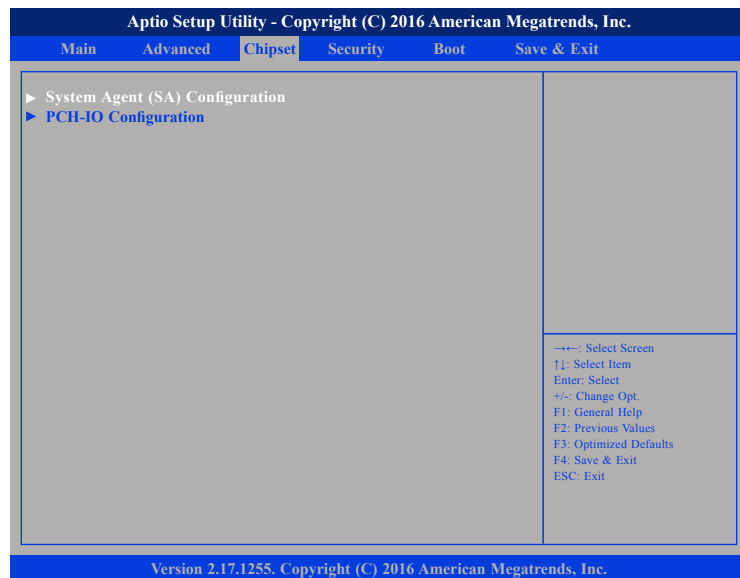 Aptio Setup Utility - Copyright (C) 2016 American Megatrends, Inc.
Main Advanced Chipset Security Boot Save & Exit
► System Agent (SA) Configuration
► PCH-IO Configuration
→←: Select Screen
↑↓: Select Item
Enter: Select
+/-: Change Opt.
F1: General Help
F2: Previous Values
F3: Optimized Defaults
F4: Save & Exit
ESC: Exit
Version 2.17.1255. Copyright (C) 2016 American Megatrends, Inc.